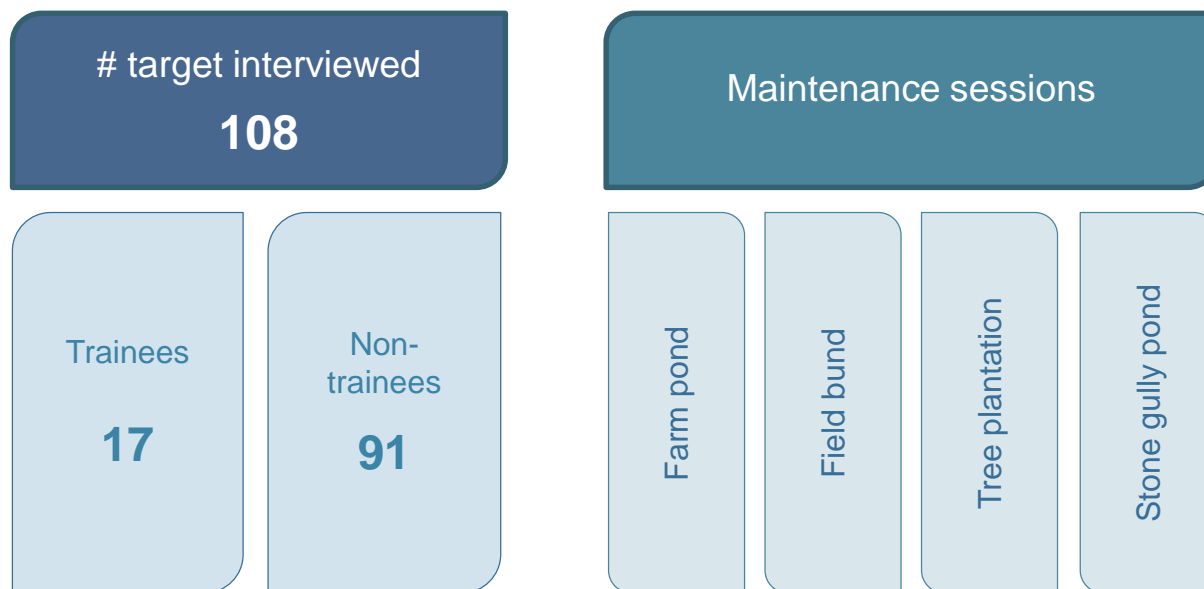 # target interviewed
108
Maintenance sessions
Trainees
17
Non-
trainees
91
Farm pond
Field bund
Tree plantation
Stone gully pond